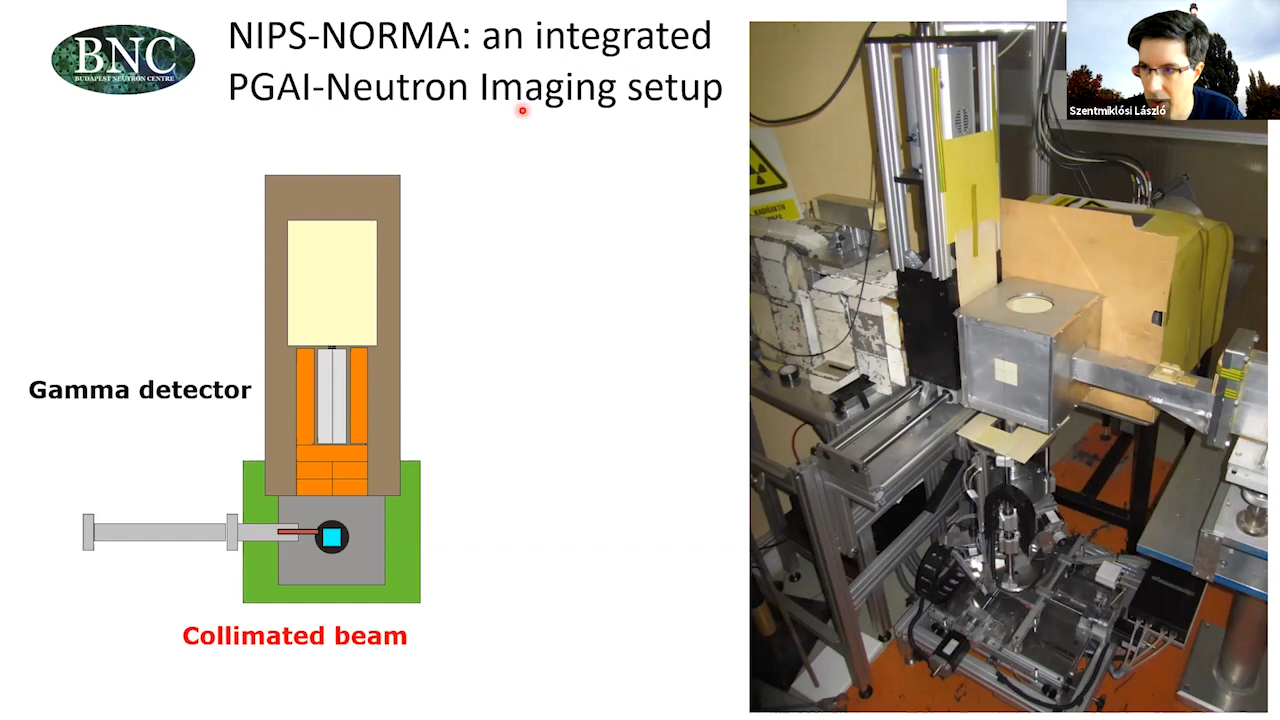 BNC
BUDAPEST NEUTRON CENTRE
NIPS-NORMA: an integrated
PGAI-Neutron Imaging setup
Szentmiklósi László
Gamma detector
Collimated beam